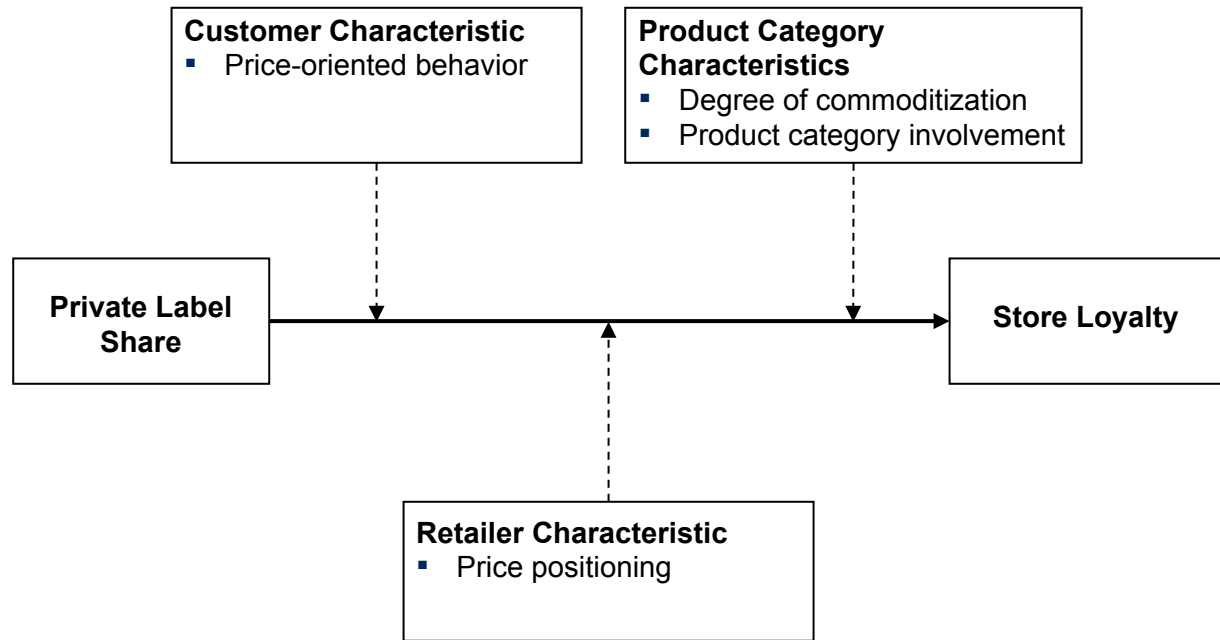 Customer Characteristic
▪ Price-oriented behavior
Product Category
Characteristics
▪ Degree of commoditization
▪ Product category involvement
Private Label
Share
Store Loyalty
Retailer Characteristic
▪ Price positioning